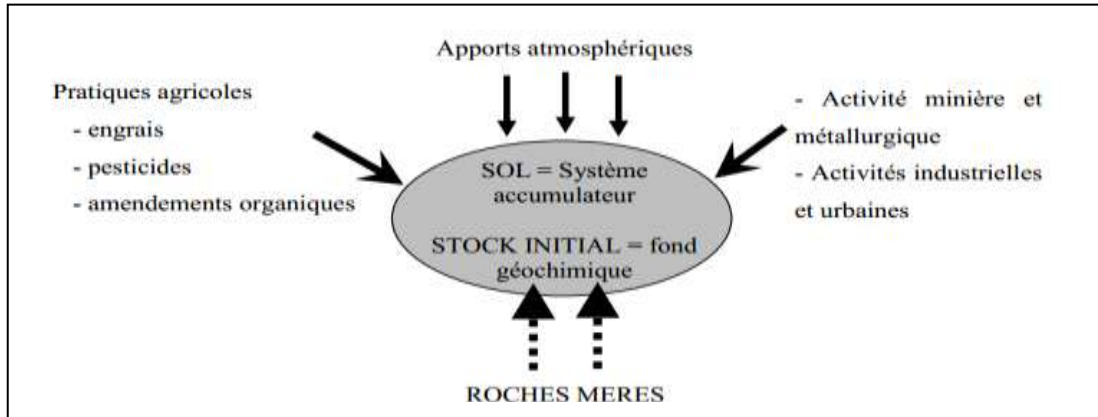 Apports atmosphériques
Pratiques agricoles
- engrais
- pesticides
- amendements organiques
- Activité minière et
métallurgique
- Activités industrielles
et urbaines
SOL = Système
accumulateur
STOCK INITIAL = fond
géochimique
ROCHES MERES